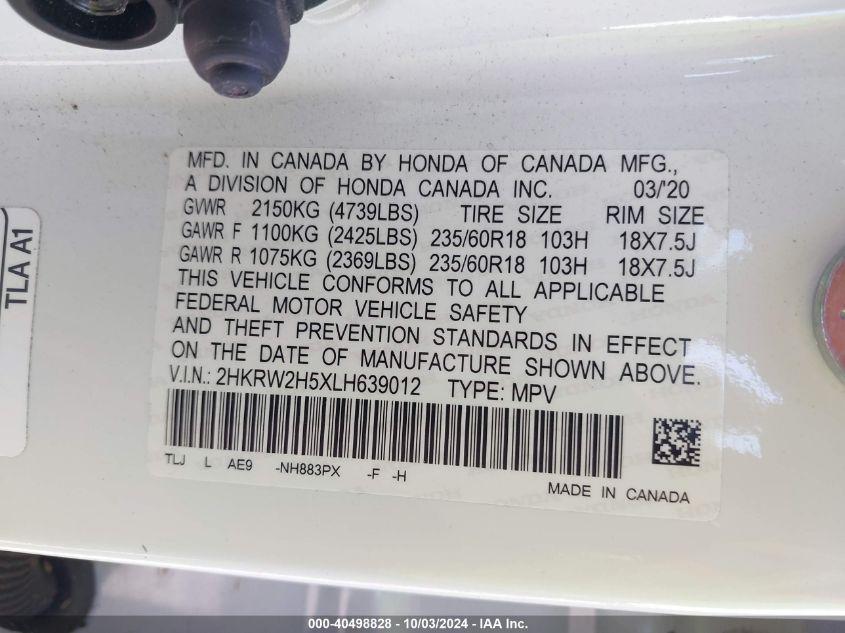 MFD. IN CANADA BY HONDA OF CANADA MFG.,
A DIVISION OF HONDA CANADA INC. 03/'20
GVWR 2150KG (4739LBS) TIRE SIZE RIM SIZE
GAWR F 1100KG (2425LBS) 235/60R18 103H 18X7.5J
GAWR R 1075KG (2369LBS) 235/60R18 103H 18X7.5J
THIS VEHICLE CONFORMS TO ALL APPLICABLE
FEDERAL MOTOR VEHICLE SAFETY
AND THEFT PREVENTION STANDARDS IN EFFECT
ON THE DATE OF MANUFACTURE SHOWN ABOVE.
V.I.N.: 2HKRW2H5XLH639012 TYPE: MPV
TLJ L AE9 -NH883PX -F -H
MADE IN CANADA
TLA A1
000-40498828 - 10/03/2024 - IAA Inc.